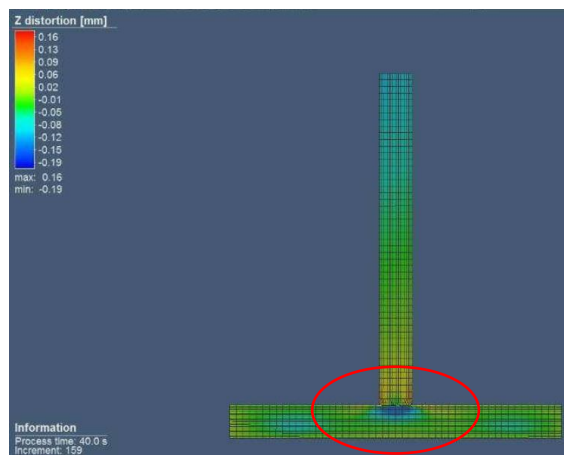 Z distortion [mm]
0.16
0.13
0.09
0.06
0.02
-0.01
-0.05
-0.08
-0.12
-0.15
-0.19
max: 0.16
min: -0.19
Information
Process time: 40.0 s
Increment: 159